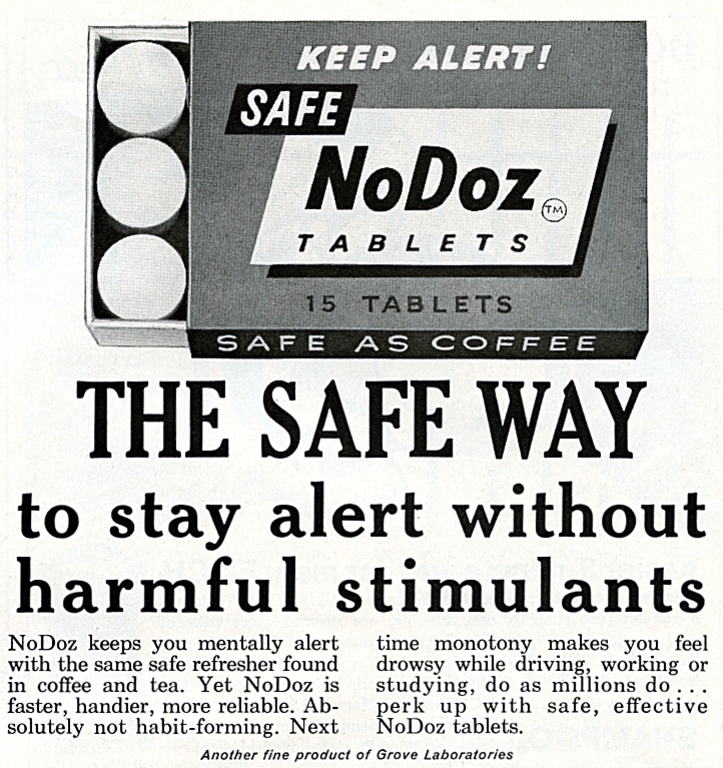 KEEP ALERT!
SAFE
NoDoz TM
TABLETS
15 TABLETS
SAFE AS COFFEE
THE SAFE WAY
to stay alert without
harmful stimulants
NoDoz keeps you mentally alert
with the same safe refresher found
in coffee and tea. Yet NoDoz is
faster, handier, more reliable. Ab-
solutely not habit-forming. Next
time monotony makes you feel
drowsy while driving, working or
studying, do as millions do . . .
perk up with safe, effective
NoDoz tablets.
Another fine product of Grove Laboratories